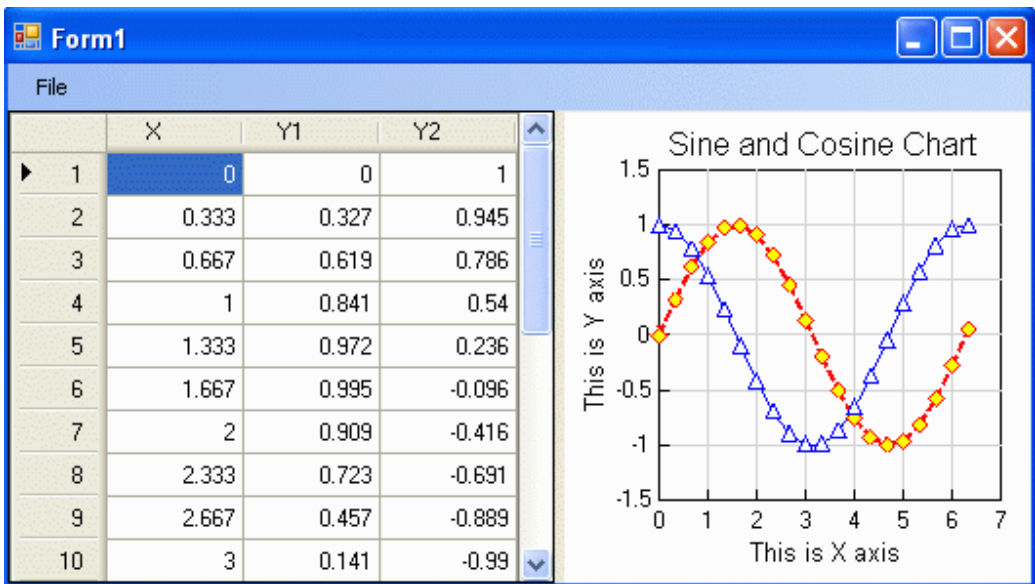 Form1
File
X Y1 Y2
1 0 0 1
2 0.333 0.327 0.945
3 0.667 0.619 0.786
4 1 0.841 0.54
5 1.333 0.972 0.236
6 1.667 0.995 -0.096
7 2 0.909 -0.416
8 2.333 0.723 -0.691
9 2.667 0.457 -0.889
10 3 0.141 -0.99
Sine and Cosine Chart
This is Y axis
1.5
1
0.5
0
-0.5
-1
-1.5
0 1 2 3 4 5 6 7
This is X axis